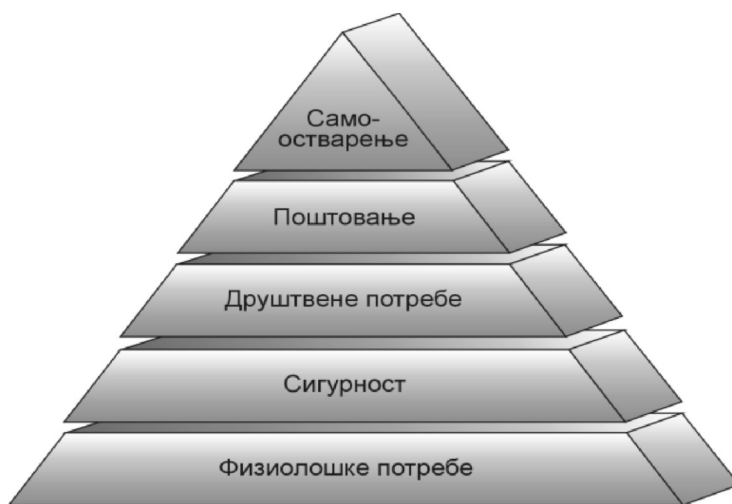 Само-
остварење
Поштовање
Друштвене потребе
Сигурност
Физиолошке потребе